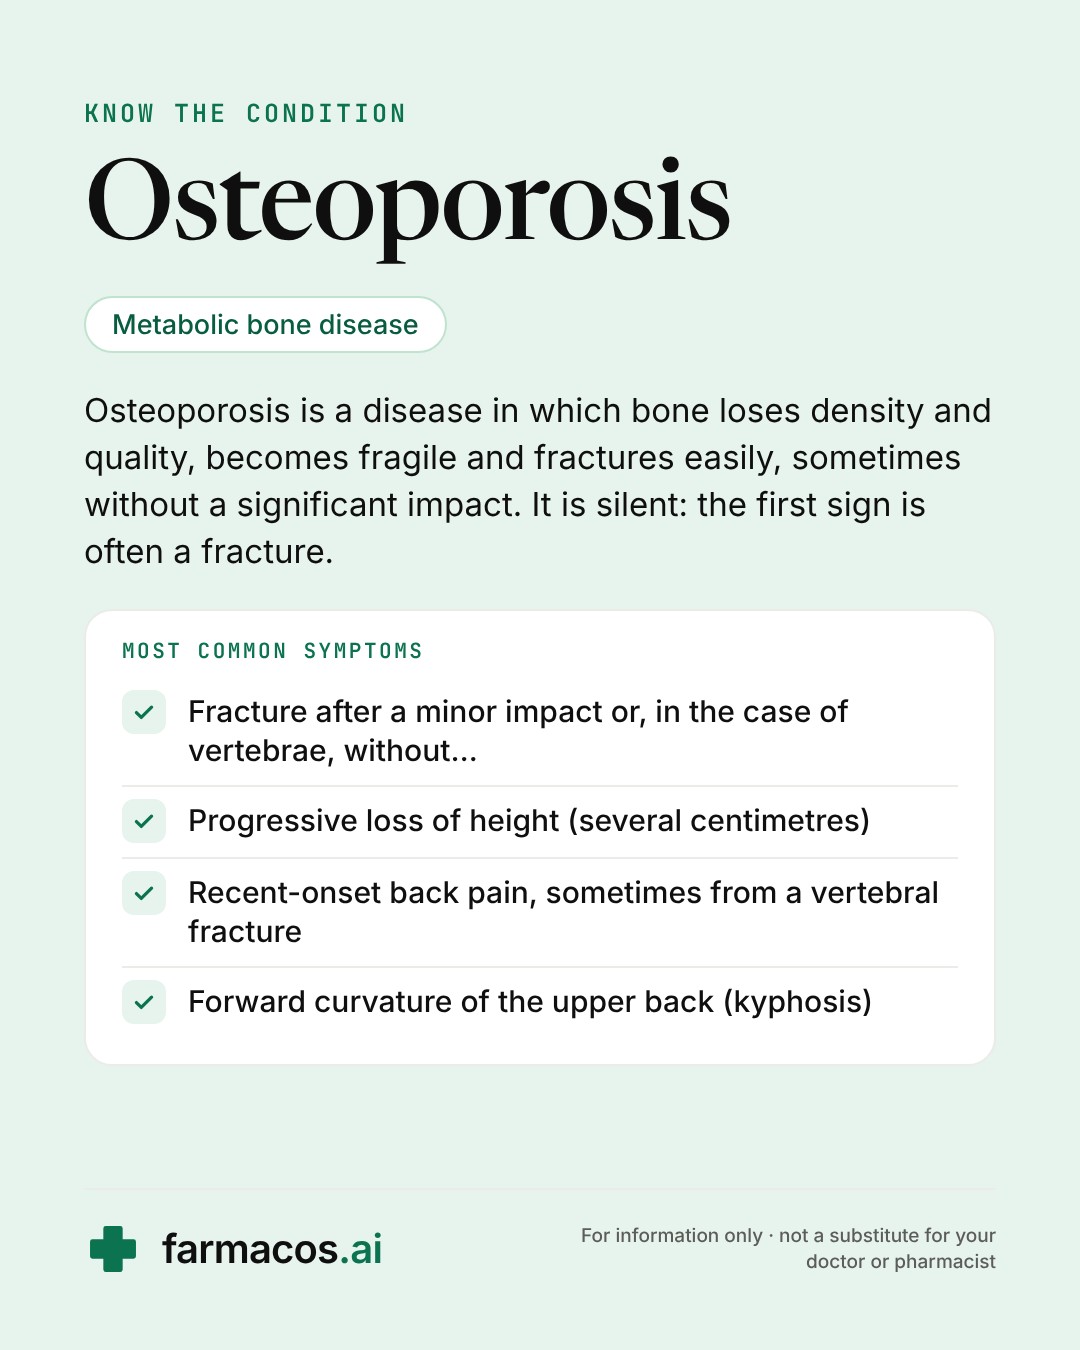 KNOW THE CONDITION
Osteoporosis
Metabolic bone disease
Osteoporosis is a disease in which bone loses density and
quality, becomes fragile and fractures easily, sometimes
without a significant impact. It is silent: the first sign is
often a fracture.
MOST COMMON SYMPTOMS
Fracture after a minor impact or, in the case of
vertebrae, without...
Progressive loss of height (several centimetres)
Recent-onset back pain, sometimes from a vertebral
fracture
Forward curvature of the upper back (kyphosis)
farmacos.ai
For information only · not a substitute for your
doctor or pharmacist